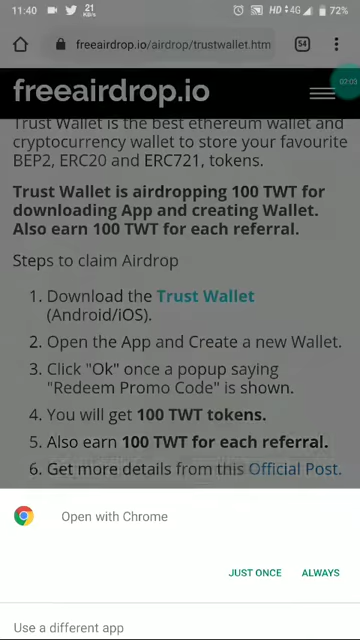 11:40 21 KB/s HD 4G 72%
freeairdrop.io/airdrop/trustwallet.htm 54
freeairdrop.io 03:03
Trust Wallet is the best ethereum wallet and
cryptocurrency wallet to store your favourite
BEP2, ERC20 and ERC721, tokens.
Trust Wallet is airdropping 100 TWT for
downloading App and creating Wallet.
Also earn 100 TWT for each referral.
Steps to claim Airdrop
1. Download the Trust Wallet
(Android/iOS).
2. Open the App and Create a new Wallet.
3. Click "Ok" once a popup saying
"Redeem Promo Code" is shown.
4. You will get 100 TWT tokens.
5. Also earn 100 TWT for each referral.
6. Get more details from this Official Post.
Open with Chrome
JUST ONCE ALWAYS
Use a different app